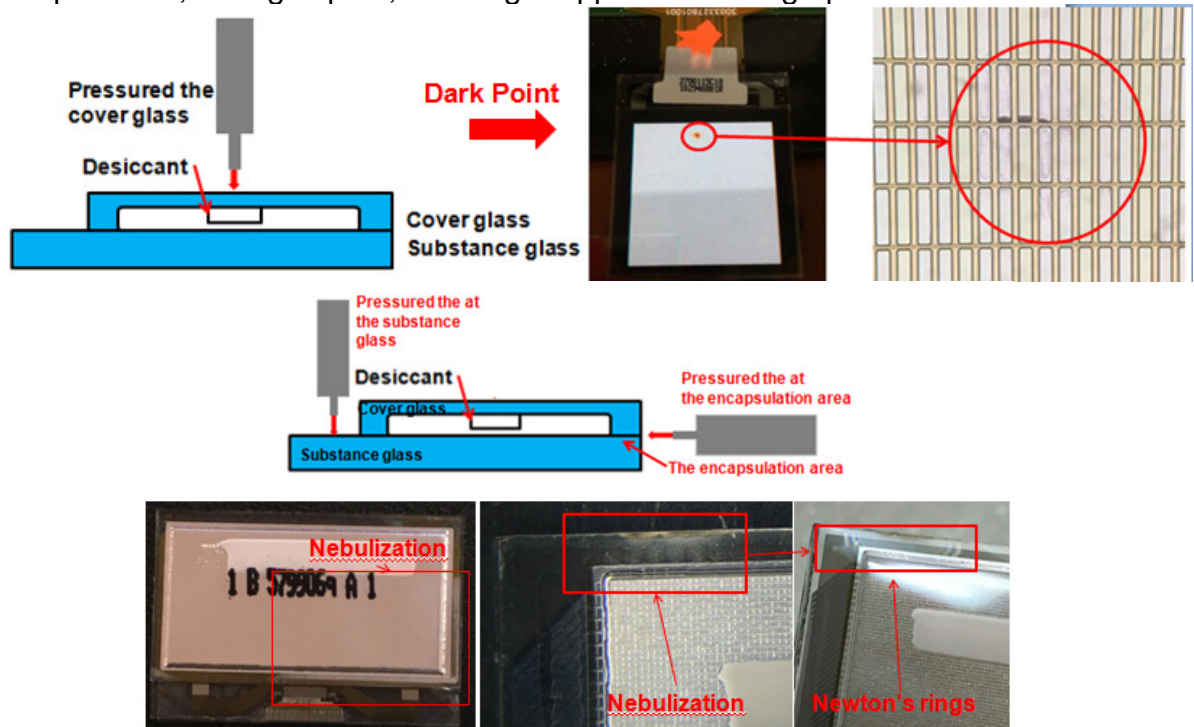 Pressured the
cover glass
Desiccant
Cover glass
Substance glass
Dark Point
Pressured the at
the substance
glass
Desiccant
Cover glass
Substance glass
Pressured the at
the encapsulation area
The encapsulation area
Nebulization
1 B 5799069 A 1
Nebulization
Newton's rings